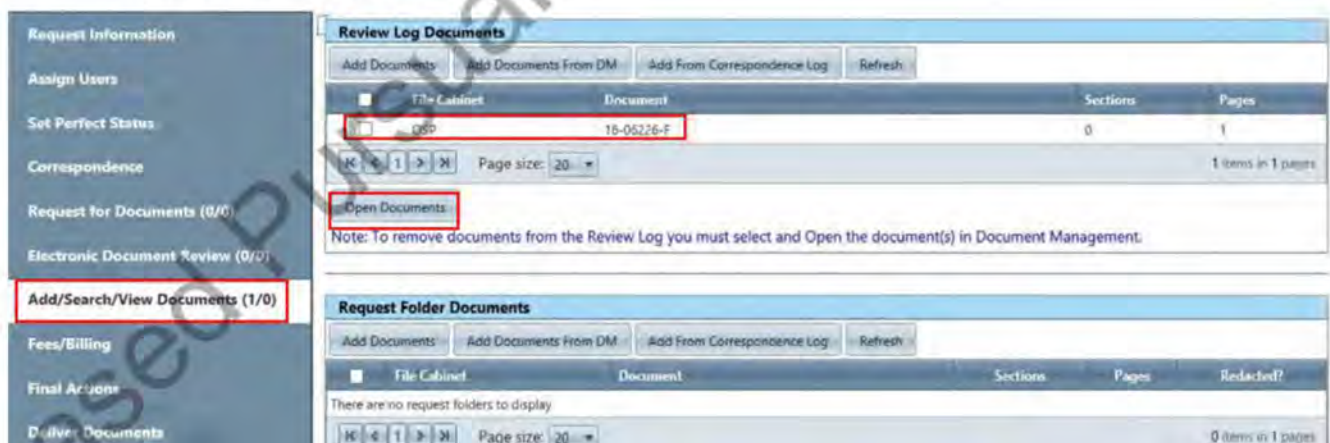 Request Information
Assign Users
Set Perfect Status
Correspondence
Request for Documents (0/0)
Electronic Document Review (0/0)
Add/Search/View Documents (1/0)
Fees/Billing
Final Actions
Deliver Documents
Review Log Documents
Add Documents Add Documents From DM Add From Correspondence Log Refresh
File Cabinet Document Sections Pages
OSP 16-06226-F 0 1
1 Page size: 20 1 items in 1 pages
Open Documents
Note: To remove documents from the Review Log you must select and Open the document(s) in Document Management.
Request Folder Documents
Add Documents Add Documents From DM Add From Correspondence Log Refresh
File Cabinet Document Sections Pages Redacted?
There are no request folders to display
1 Page size: 20 0 items in 1 pages
sed Pursua